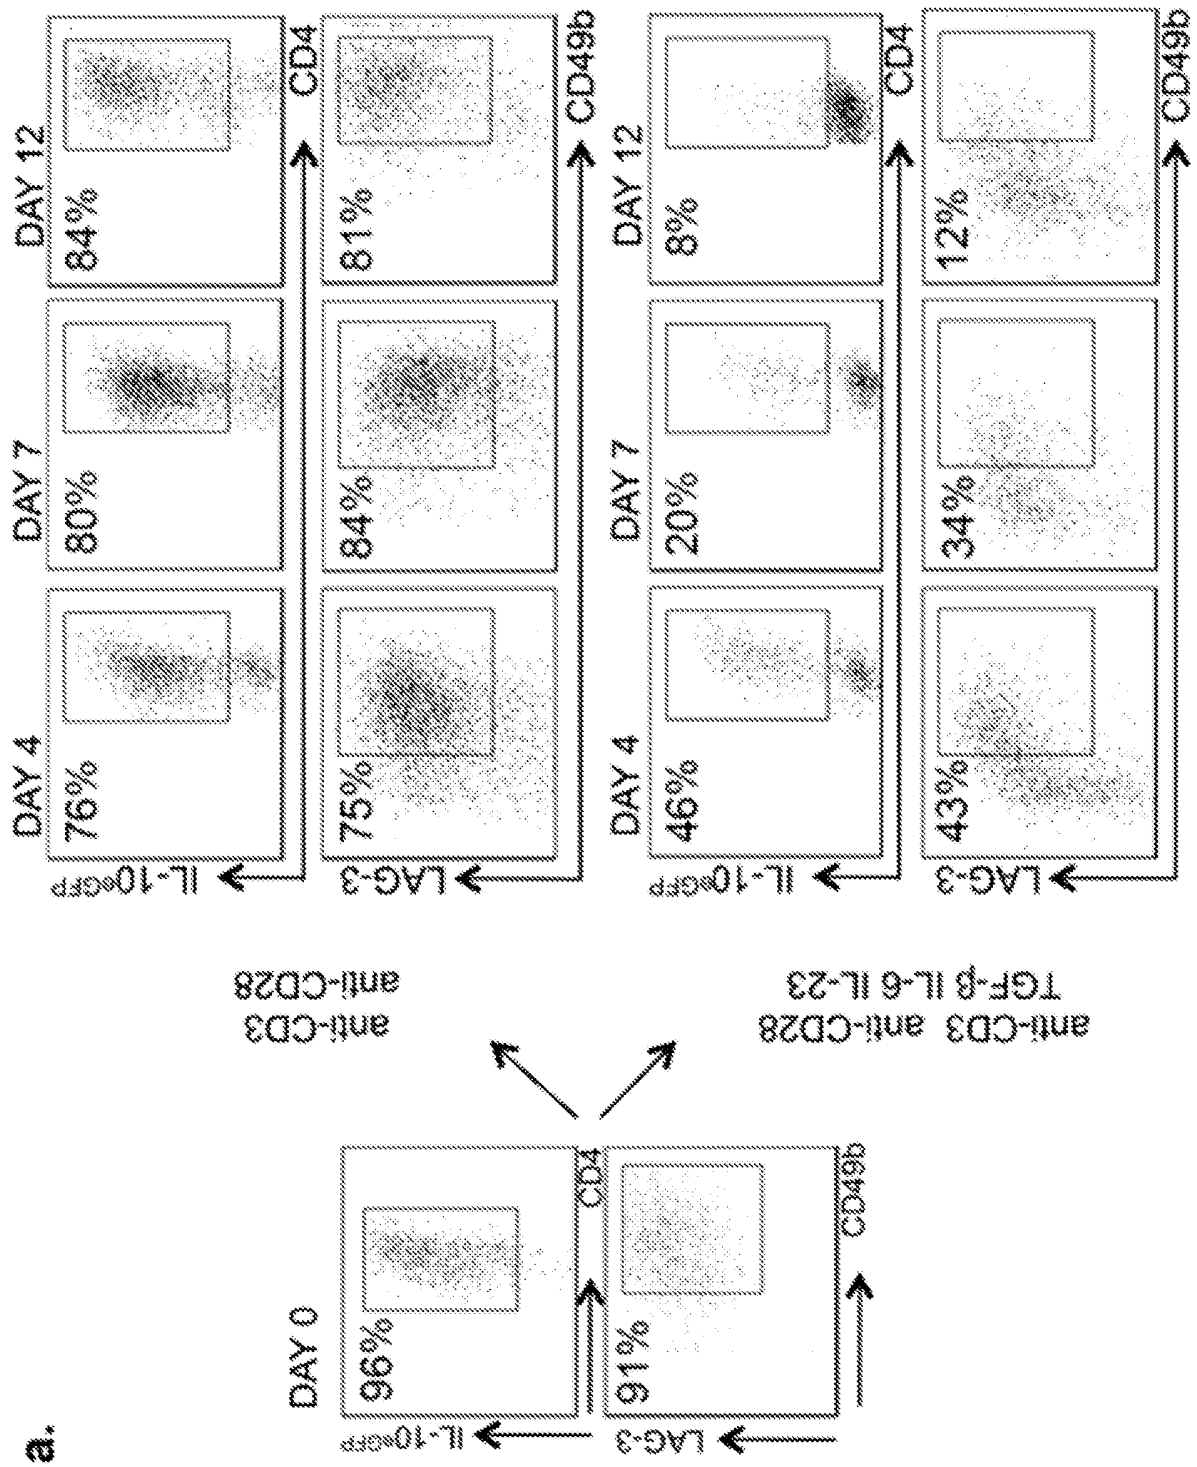 a.
DAY 0
96%
IL-10eGFP
CD4
91%
LAG-3
CD49b
anti-CD3
anti-CD28
DAY 4
DAY 7
DAY 12
76%
80%
84%
IL-10eGFP
CD4
75%
84%
81%
LAG-3
CD49b
anti-CD3 anti-CD28
TGF-β IL-6 IL-23
DAY 4
DAY 7
DAY 12
46%
20%
8%
IL-10eGFP
CD4
43%
34%
12%
LAG-3
CD49b